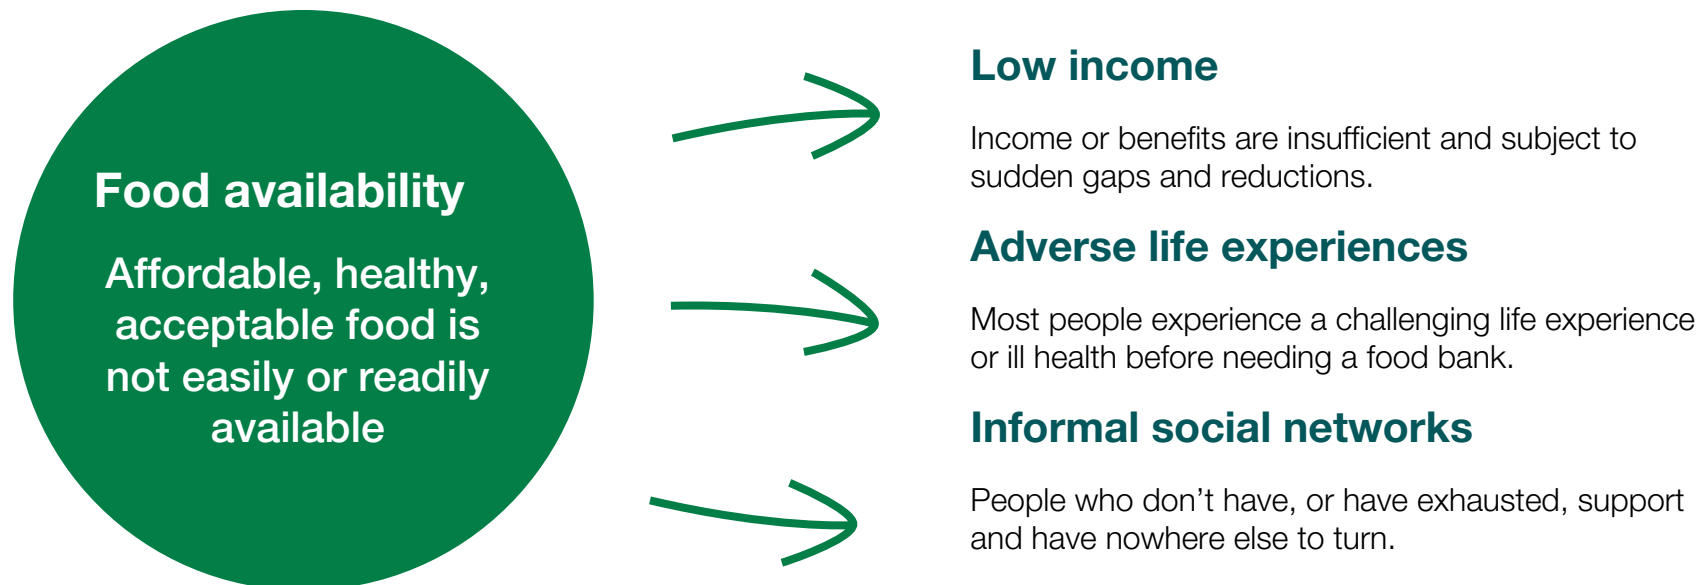 Food availability
Affordable, healthy,
acceptable food is
not easily or readily
available
Low income
Income or benefits are insufficient and subject to
sudden gaps and reductions.
Adverse life experiences
Most people experience a challenging life experience
or ill health before needing a food bank.
Informal social networks
People who don’t have, or have exhausted, support
and have nowhere else to turn.